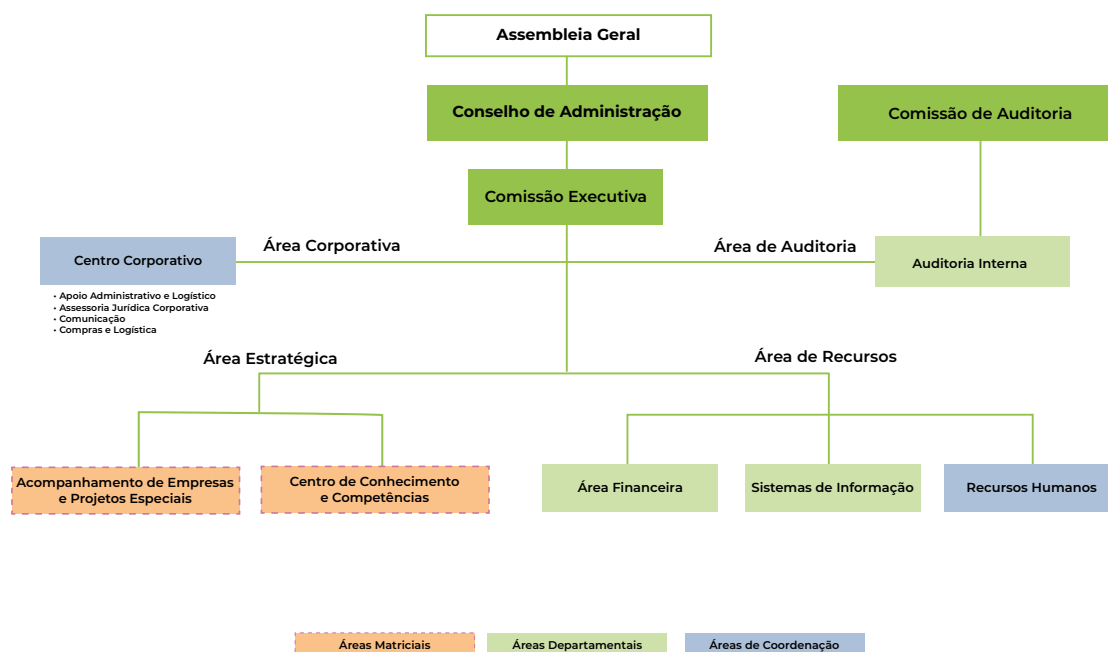 Assembleia Geral
Conselho de Administração
Comissão de Auditoria
Comissão Executiva
Área Corporativa
Área de Auditoria
Centro Corporativo
Auditoria Interna
• Apoio Administrativo e Logístico
• Assessoria Jurídica Corporativa
• Comunicação
• Compras e Logística
Área Estratégica
Área de Recursos
Acompanhamento de Empresas
e Projetos Especiais
Centro de Conhecimento
e Competências
Área Financeira
Sistemas de Informação
Recursos Humanos
Áreas Matriciais
Áreas Departamentais
Áreas de Coordenação